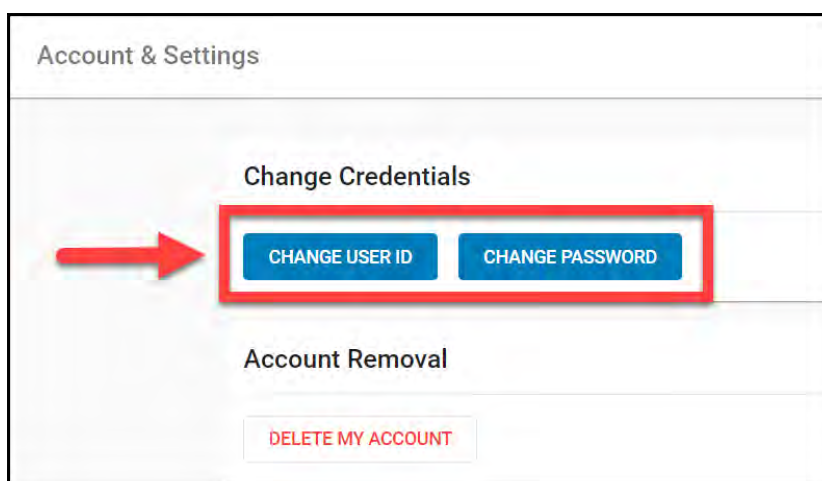 Account & Settings
Change Credentials
CHANGE USER ID CHANGE PASSWORD
Account Removal
DELETE MY ACCOUNT